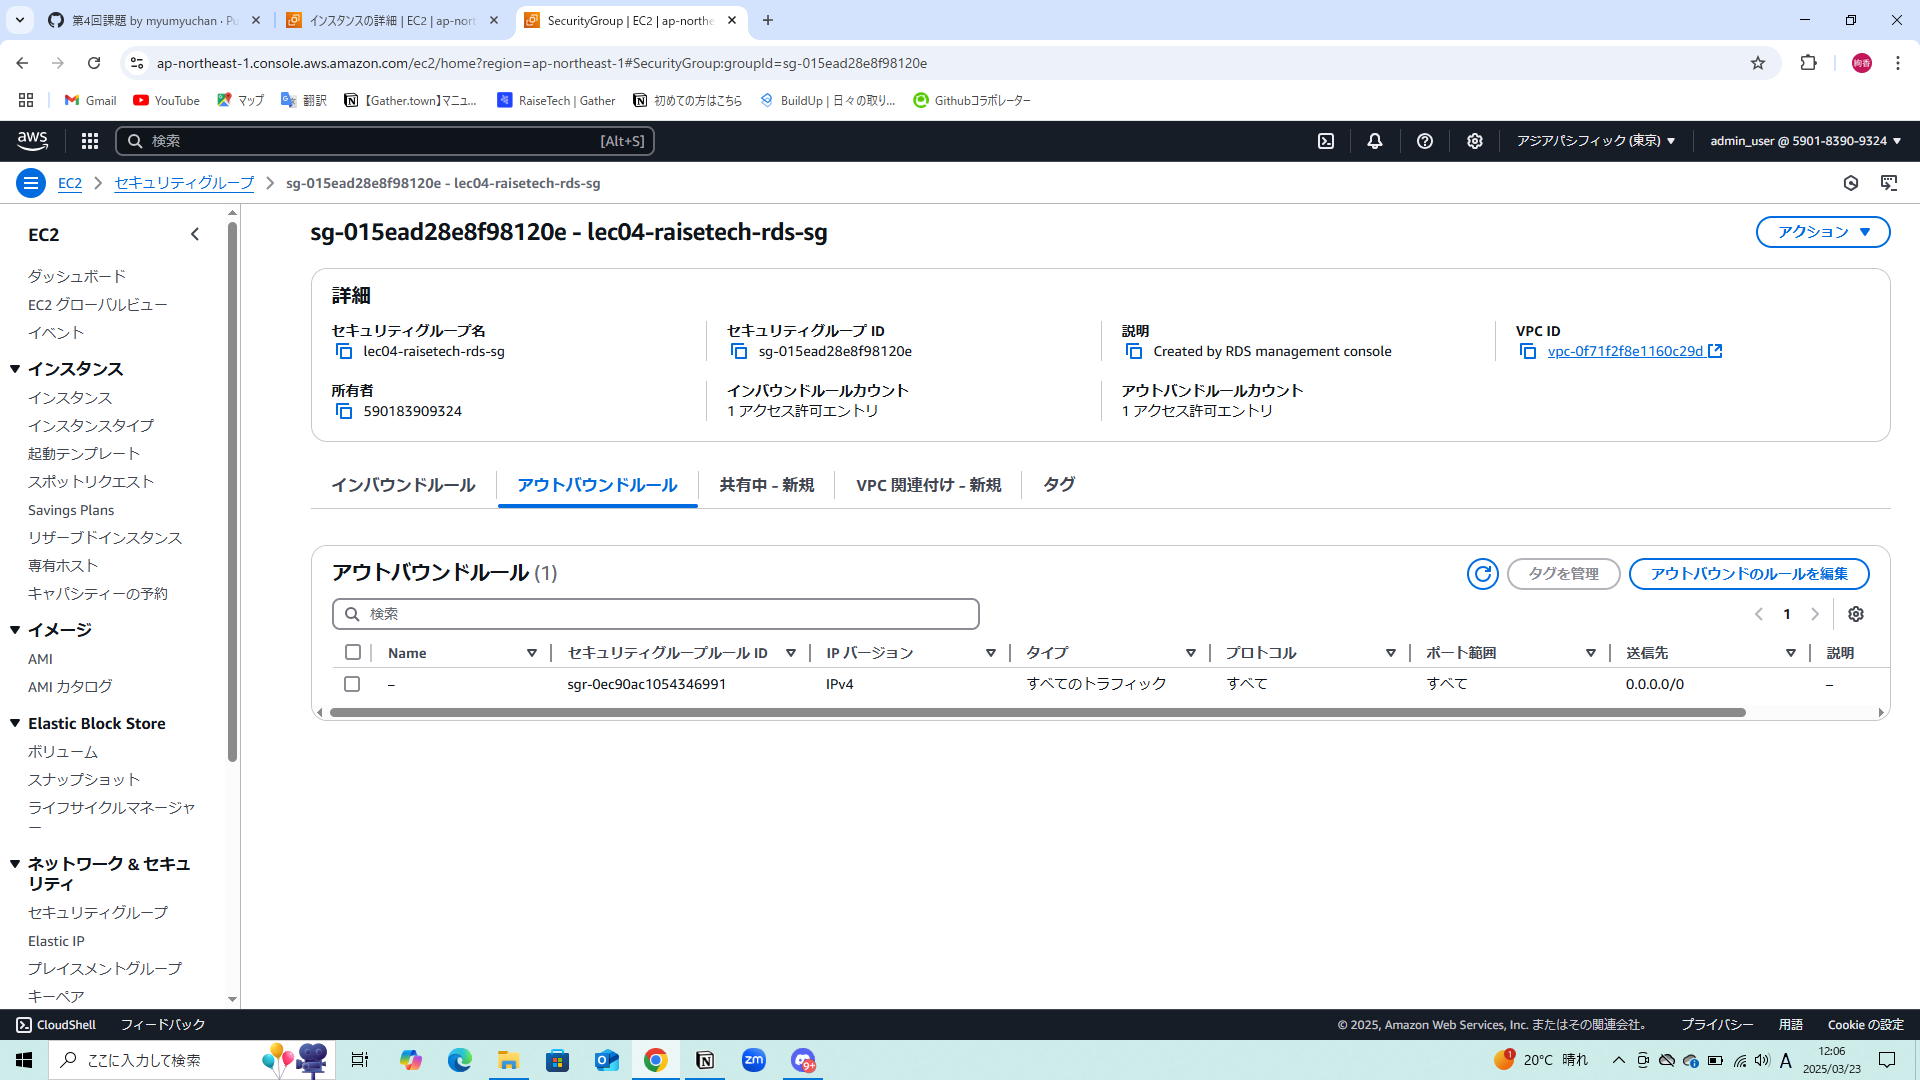 第4回課題 by myumyuchan · Pu
インスタンスの詳細 | EC2 | ap-nort
SecurityGroup | EC2 | ap-northe
ap-northeast-1.console.aws.amazon.com/ec2/home?region=ap-northeast-1#SecurityGroup:groupId=sg-015ead28e8f98120e
絢香
Gmail
YouTube
マップ
翻訳
【Gather.town】マニュ...
RaiseTech | Gather
初めての方はこちら
BuildUp | 日々の取り...
Githubコラボレーター
aws
検索
[Alt+S]
アジアパシフィック (東京)
admin_user @ 5901-8390-9324
EC2
セキュリティグループ
sg-015ead28e8f98120e - lec04-raisetech-rds-sg
EC2
ダッシュボード
EC2 グローバルビュー
イベント
インスタンス
インスタンス
インスタンスタイプ
起動テンプレート
スポットリクエスト
Savings Plans
リザーブドインスタンス
専有ホスト
キャパシティーの予約
イメージ
AMI
AMI カタログ
Elastic Block Store
ボリューム
スナップショット
ライフサイクルマネージャ
ー
ネットワーク & セキュ
リティ
セキュリティグループ
Elastic IP
プレイスメントグループ
キーペア
sg-015ead28e8f98120e - lec04-raisetech-rds-sg
アクション
詳細
セキュリティグループ名
lec04-raisetech-rds-sg
セキュリティグループ ID
sg-015ead28e8f98120e
説明
Created by RDS management console
VPC ID
vpc-0f71f2f8e1160c29d
所有者
590183909324
インバウンドルールカウント
1 アクセス許可エントリ
アウトバンドルールカウント
1 アクセス許可エントリ
インバウンドルール
アウトバウンドルール
共有中 – 新規
VPC 関連付け – 新規
タグ
アウトバウンドルール (1)
タグを管理
アウトバウンドのルールを編集
検索
1
Name
セキュリティグループルール ID
IP バージョン
タイプ
プロトコル
ポート範囲
送信先
説明
–
sgr-0ec90ac1054346991
IPv4
すべてのトラフィック
すべて
すべて
0.0.0.0/0
–
CloudShell
フィードバック
© 2025, Amazon Web Services, Inc. またはその関連会社。
プライバシー
用語
Cookie の設定
ここに入力して検索
zm
9+
1
20°C 晴れ
A
12:06
2025/03/23